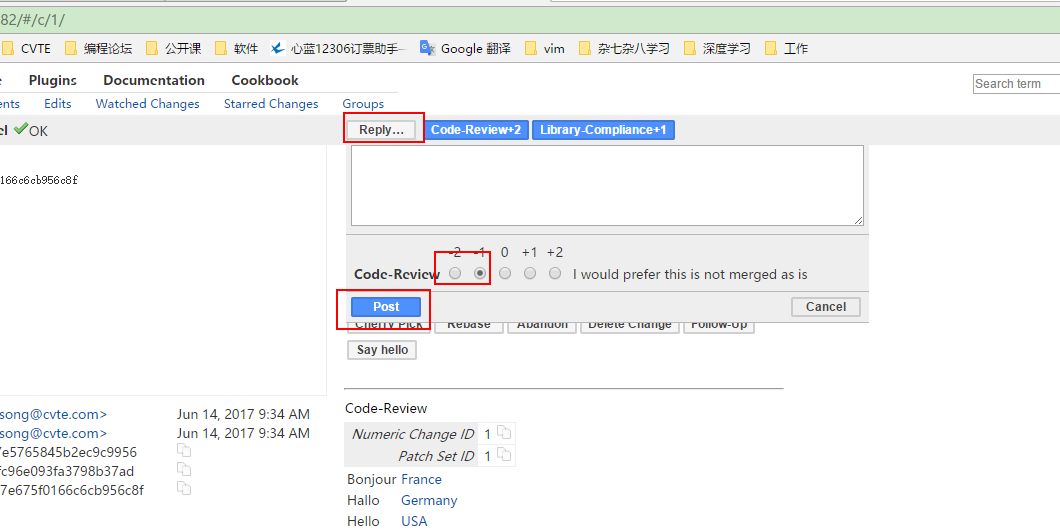 82/#/c/1/
CVTE 编程论坛 公开课 软件 心蓝12306订票助手— Google 翻译 vim 杂七杂八学习 深度学习 工作
Plugins Documentation Cookbook
Search term
Edits Watched Changes Starred Changes Groups
OK
Reply… Code-Review+2 Library-Compliance+1
166c6cb956c8f
-2 -1 0 +1 +2
Code-Review I would prefer this is not merged as is
Post Cancel
Cherry Pick Rebase Abandon Delete Change Follow-Up
Say hello
Code-Review
song@cvte.com> Jun 14, 2017 9:34 AM
song@cvte.com> Jun 14, 2017 9:34 AM
Numeric Change ID 1
7e5765845b2ec9c9956
Patch Set ID 1
fc96e093fa3798b37ad
Bonjour France
7e675f0166c6cb956c8f
Hallo Germany
Hello USA